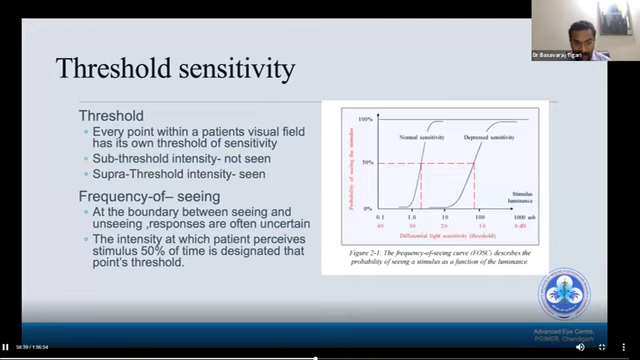 Dr.Basavaraj Tigari
Threshold sensitivity
Threshold
Every point within a patients visual field
has its own threshold of sensitivity
Sub-threshold intensity- not seen
Supra-Threshold intensity- seen
Frequency-of– seeing
At the boundary between seeing and
unseeing ,responses are often uncertain
The intensity at which patient perceives
stimulus 50% of time is designated that
point's threshold.
Probability of seeing the stimulus
100%
50%
0%
Normal sensitivity
Depressed sensitivity
Stimulus
luminance
0.1 1.0 10 100 1000 asb
40 30 20 10 0 dB
Differential light sensitivity (threshold)
Figure 2-1: The frequency-of-seeing curve (FOSC) describes the
probability of seeing a stimulus as a function of the luminance.
Advanced Eye Centre,
PGIMER, Chandigarh
58:39 / 1:56:54